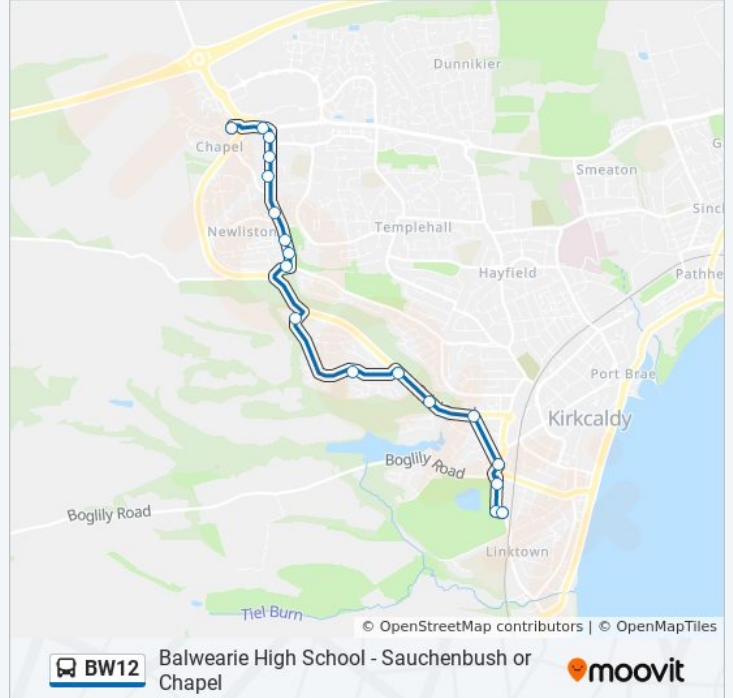 Dunnikier
Chapel
G
Smeaton
Sincl
Newliston
Templehall
Hayfield
Pathhe
Port Brae
Kirkcaldy
Boglily Road
Boglily Road
Linktown
Tiel Burn
© OpenStreetMap contributors | © OpenMapTiles
BW12
Balwearie High School - Sauchenbush or
Chapel
moovit